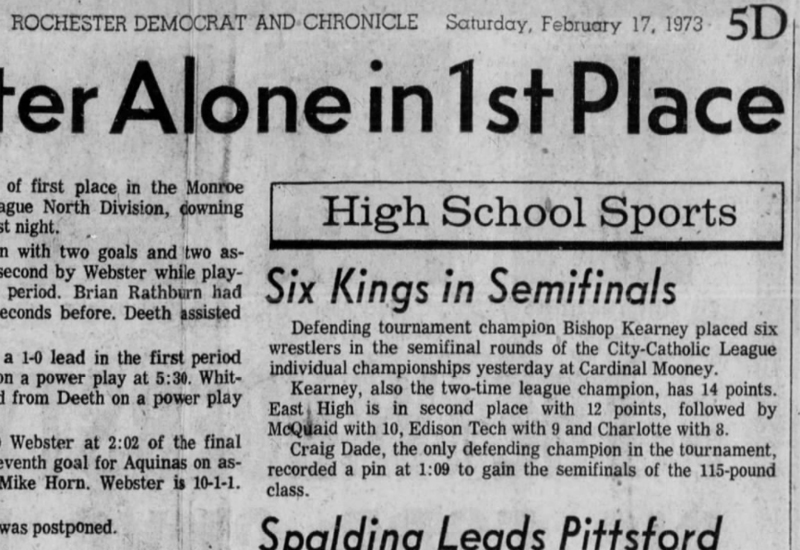 ROCHESTER DEMOCRAT AND CHRONICLE Saturday, February 17, 1973 5D
ter Alone in 1st Place
of first place in the Monroe
ague North Division, downing
st night.
n with two goals and two as-
second by Webster while play-
period. Brian Rathburn had
econds before. Deeth assisted
a 1-0 lead in the first period
on a power play at 5:30. Whit-
d from Deeth on a power play
Webster at 2:02 of the final
eventh goal for Aquinas on as-
Mike Horn. Webster is 10-1-1.
was postponed.
High School Sports
Six Kings in Semifinals
Defending tournament champion Bishop Kearney placed six
wrestlers in the semifinal rounds of the City-Catholic League
individual championships yesterday at Cardinal Mooney.
Kearney, also the two-time league champion, has 14 points.
East High is in second place with 12 points, followed by
McQuaid with 10, Edison Tech with 9 and Charlotte with 8.
Craig Dade, the only defending champion in the tournament,
recorded a pin at 1:09 to gain the semifinals of the 115-pound
class.
Spalding Leads Pittsford